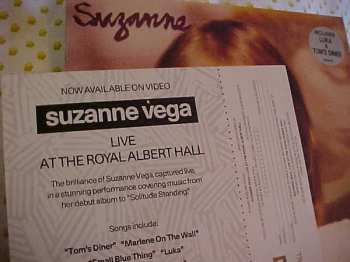 Suzanne
INCLUDES
LUKA &
TOM'S DINER
NOW AVAILABLE ON VIDEO
suzanne vega
LIVE
AT THE ROYAL ALBERT HALL
The brilliance of Suzanne Vega, captured live,
in a stunning performance covering music from
her debut album to "Solitude Standing"
Songs include:
"Tom's Diner" "Marlene On The Wall"
"Small Blue Thing" "Luka"